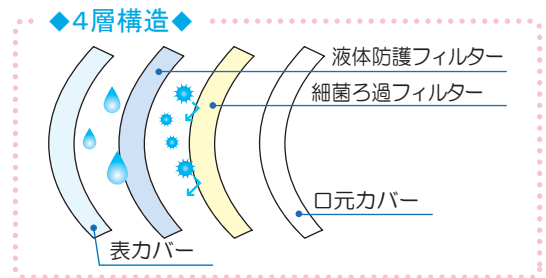 ◆4層構造◆
液体防護フィルター
細菌ろ過フィルター
口元カバー
表カバー